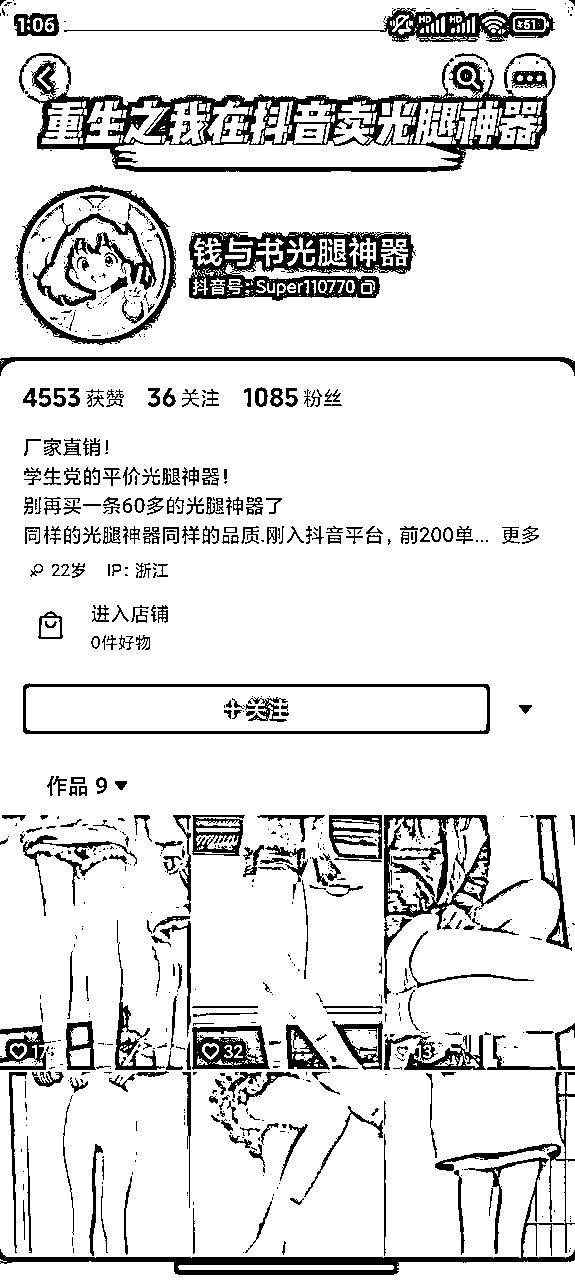 1:06
HD HD 61
重生之我在抖音卖光腿神器
钱与书光腿神器
抖音号:Super110770
4553 获赞 36 关注 1085 粉丝
厂家直销!
学生党的平价光腿神器!
别再买一条60多的光腿神器了
同样的光腿神器同样的品质.刚入抖音平台,前200单... 更多
22岁 IP: 浙江
进入店铺
0件好物
+关注
作品 9
32